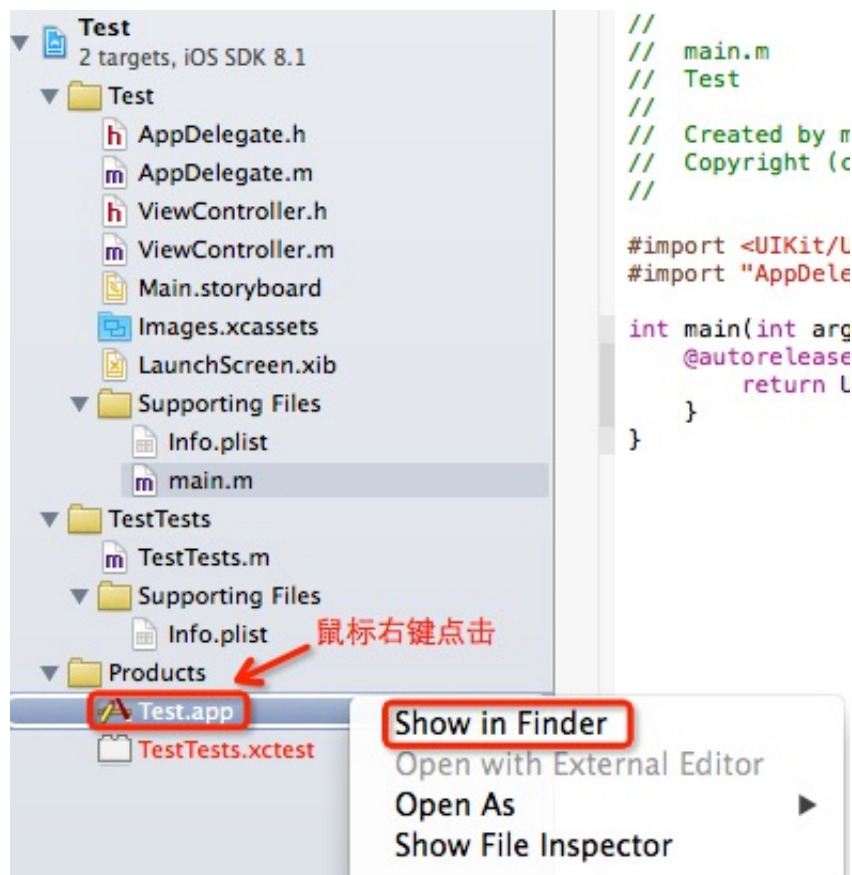 Test
2 targets, iOS SDK 8.1
Test
AppDelegate.h
AppDelegate.m
ViewController.h
ViewController.m
Main.storyboard
Images.xcassets
LaunchScreen.xib
Supporting Files
Info.plist
main.m
TestTests
TestTests.m
Supporting Files
Info.plist
鼠标右键点击
Products
Test.app
TestTests.xctest
Show in Finder
Open with External Editor
Open As
Show File Inspector
//
// main.m
// Test
//
// Created by m
// Copyright (c
//
#import <UIKit/U
#import "AppDele
int main(int arg
@autorelease
return U
}
}